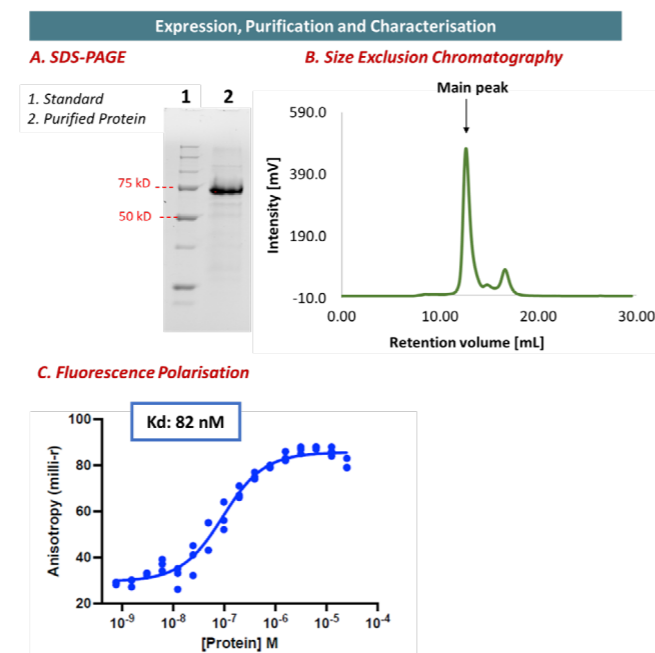 Expression, Purification and Characterisation
A. SDS-PAGE
B. Size Exclusion Chromatography
1. Standard
2. Purified Protein
1 2
75 kD
50 kD
Main peak
Intensity [mV]
590.0
390.0
190.0
-10.0
0.00 10.00 20.00 30.00
Retention volume [mL]
C. Fluorescence Polarisation
Kd: 82 nM
Anisotropy (milli-r)
100
80
60
40
20
10-9 10-8 10-7 10-6 10-5 10-4
[Protein] M